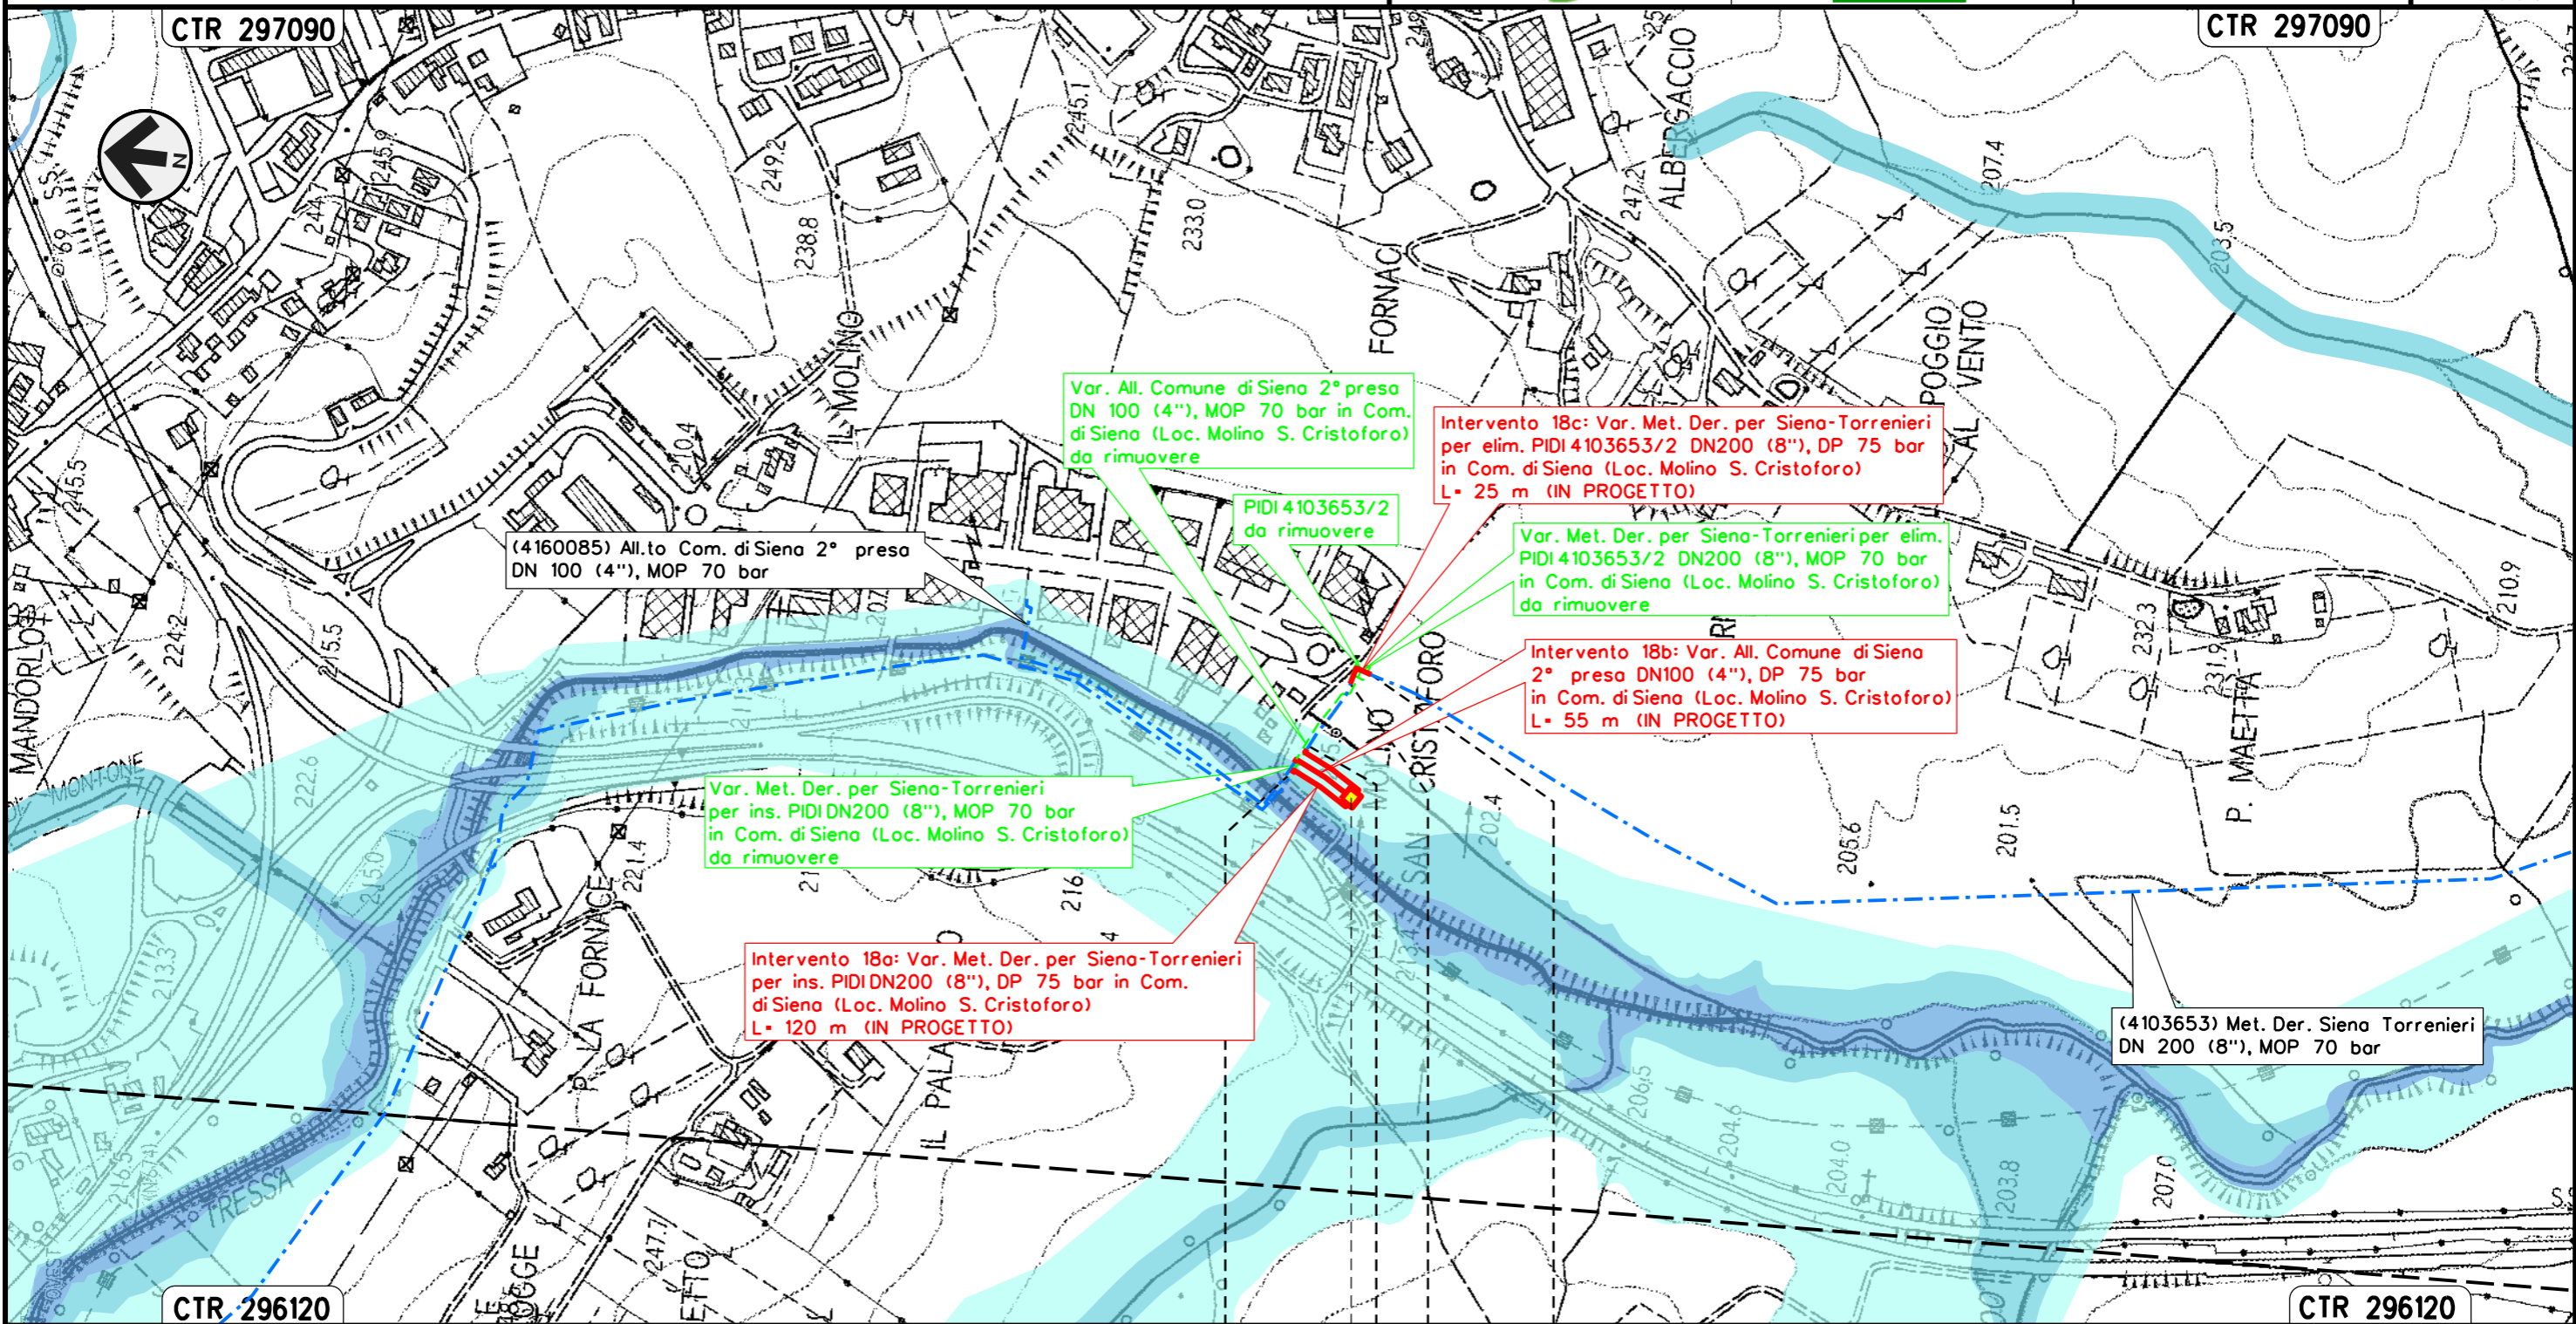 CTR 297090
CTR 297090
N
S.S.
69
244.1
245.9
249.2
245.1
238.8
233.0
247.2
ALBERGACCIO
207.4
203.5
IL MOLINO
FORNACI
POGGIO
AL VENTO
210.4
245.5
224.2
215.5
MANDORLO
MONTONE
222.6
Var. All. Comune di Siena 2° presa
DN 100 (4"), MOP 70 bar in Com.
di Siena (Loc. Molino S. Cristoforo)
da rimuovere
PIDI 4103653/2
da rimuovere
Intervento 18c: Var. Met. Der. per Siena-Torrenieri
per elim. PIDI 4103653/2 DN200 (8"), DP 75 bar
in Com. di Siena (Loc. Molino S. Cristoforo)
L= 25 m (IN PROGETTO)
Var. Met. Der. per Siena-Torrenieri per elim.
PIDI 4103653/2 DN200 (8"), MOP 70 bar
in Com. di Siena (Loc. Molino S. Cristoforo)
da rimuovere
(4160085) All.to Com. di Siena 2° presa
DN 100 (4"), MOP 70 bar
Intervento 18b: Var. All. Comune di Siena
2° presa DN100 (4"), DP 75 bar
in Com. di Siena (Loc. Molino S. Cristoforo)
L= 55 m (IN PROGETTO)
Var. Met. Der. per Siena-Torrenieri
per ins. PIDI DN200 (8"), MOP 70 bar
in Com. di Siena (Loc. Molino S. Cristoforo)
da rimuovere
Intervento 18a: Var. Met. Der. per Siena-Torrenieri
per ins. PIDI DN200 (8"), DP 75 bar in Com.
di Siena (Loc. Molino S. Cristoforo)
L= 120 m (IN PROGETTO)
(4103653) Met. Der. Siena Torrenieri
DN 200 (8"), MOP 70 bar
SAN
232.3
231.9
210.9
P. MAETTA
202.4
205.6
201.5
215.0
213.3
221.4
FORNACE
IL PALA
206.5
204.6
204.0
203.8
207.0
216.5
TRESSA
247.7
ETTO
CTR 296120
CTR 296120